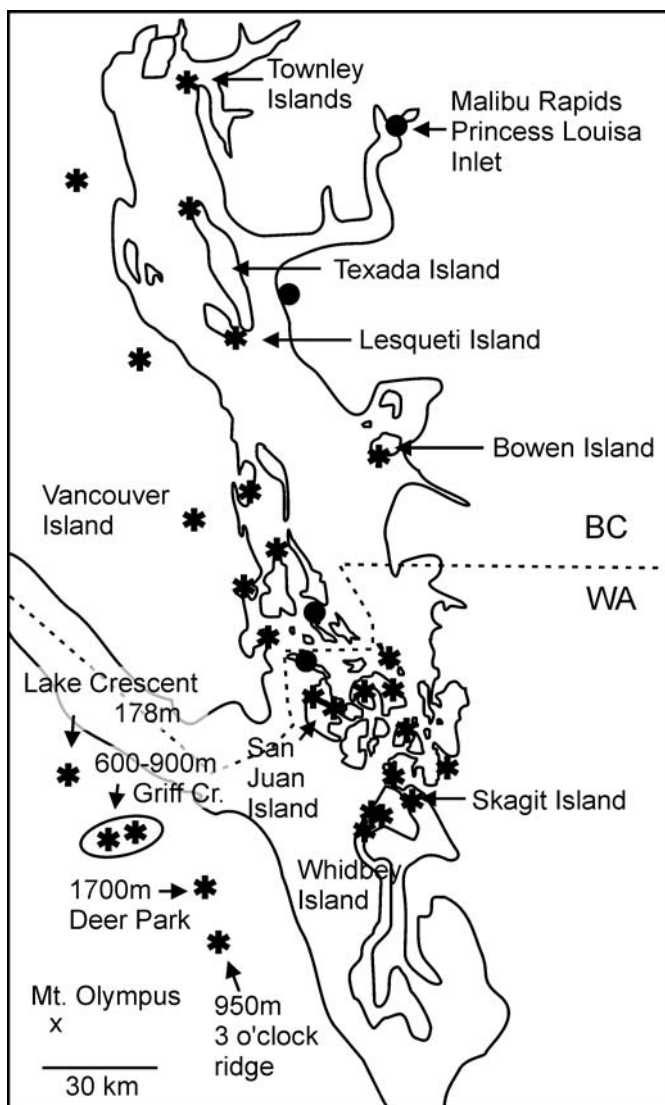 Townley
Islands
Malibu Rapids
Princess Louisa
Inlet
Texada Island
Lesqueti Island
Bowen Island
Vancouver
Island
BC
WA
Lake Crescent
178m
600-900m
Griff Cr.
San
Juan
Island
Skagit Island
Whidbey
Island
1700m
Deer Park
Mt. Olympus
x
950m
3 o'clock
ridge
30 km